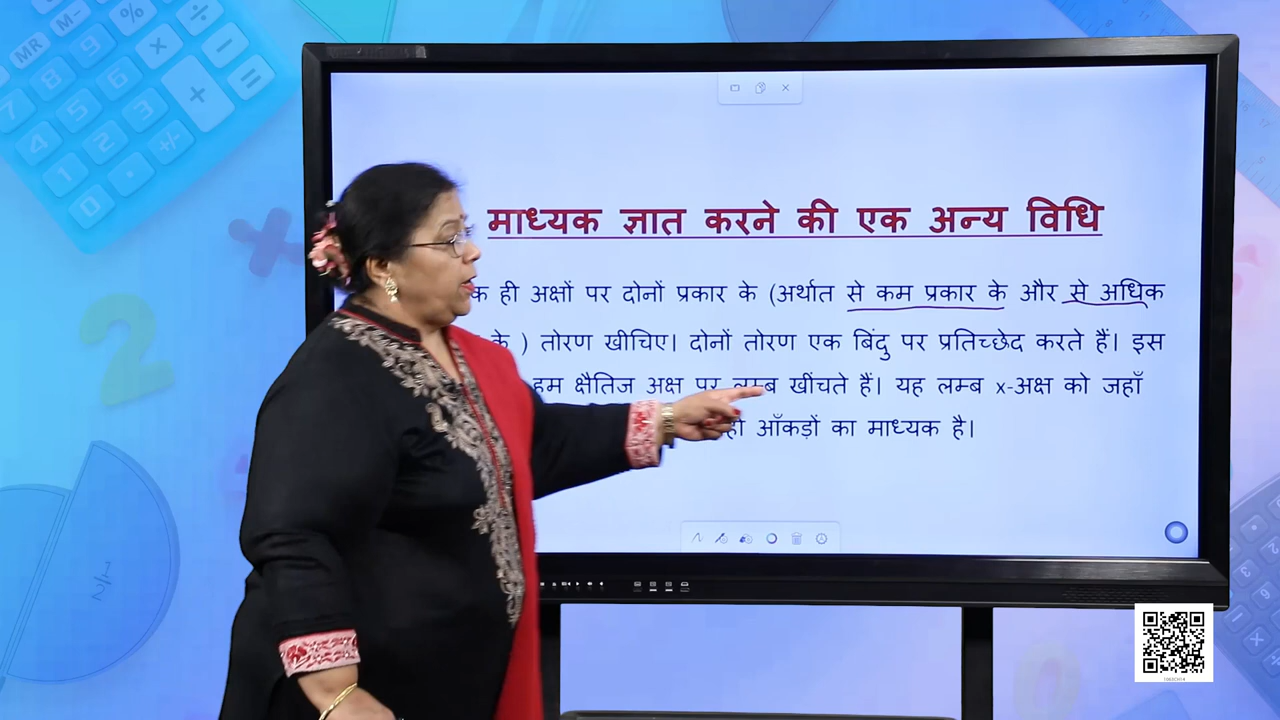 माध्यक ज्ञात करने की एक अन्य विधि
क ही अक्षों पर दोनों प्रकार के (अर्थात से कम प्रकार के और से अधिक
के ) तोरण खीचिए। दोनों तोरण एक बिंदु पर प्रतिच्छेद करते हैं। इस
हम क्षैतिज अक्ष पर लम्ब खींचते हैं। यह लम्ब x-अक्ष को जहाँ
आँकड़ों का माध्यक है।